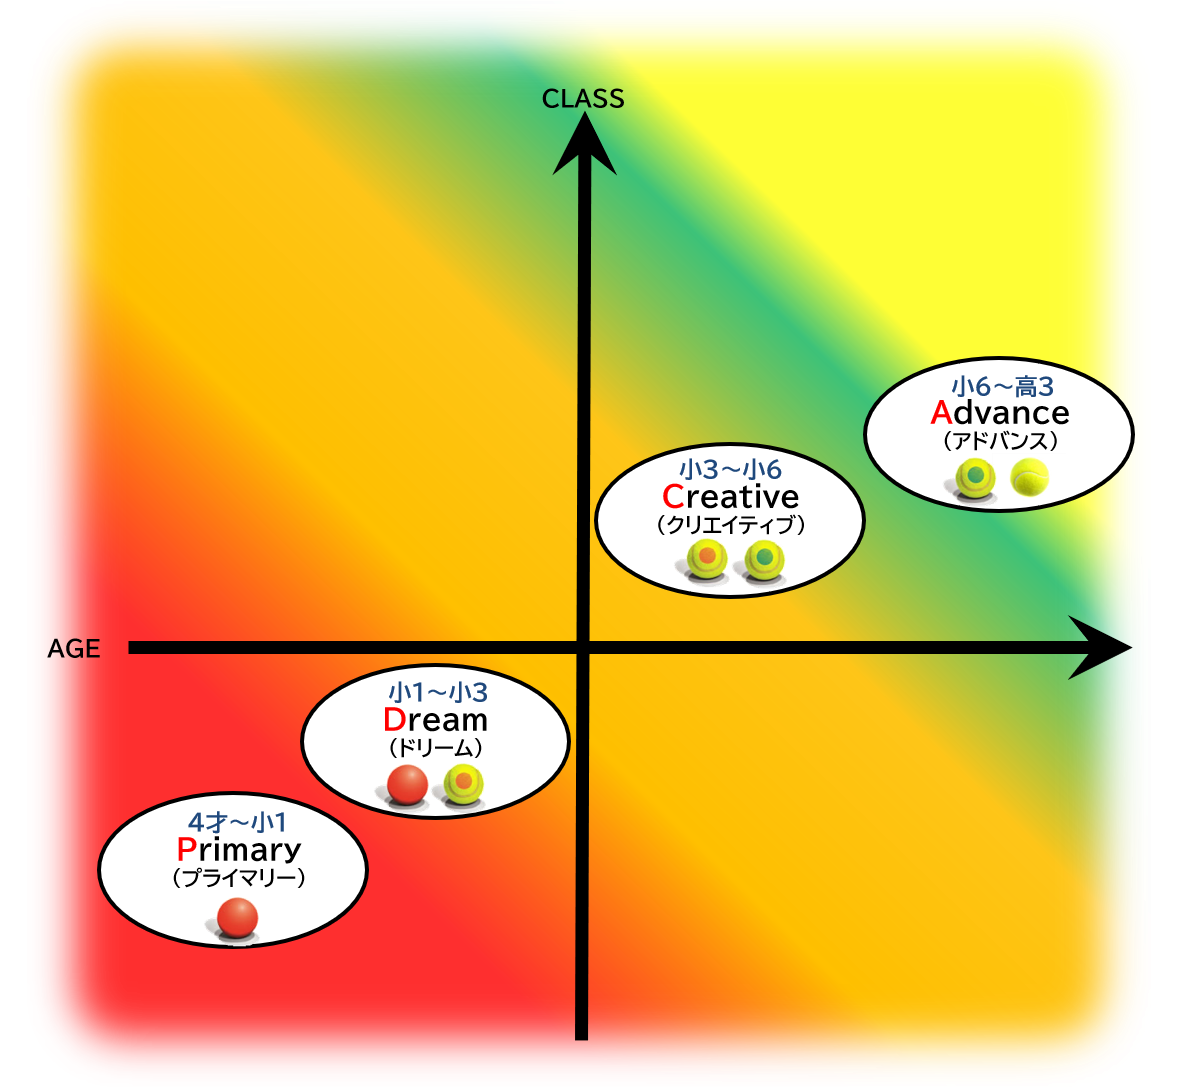 CLASS
小6～高3
Advance
（アドバンス）
小3～小6
Creative
（クリエイティブ）
AGE
小1～小3
Dream
（ドリーム）
4才～小1
Primary
（プライマリー）